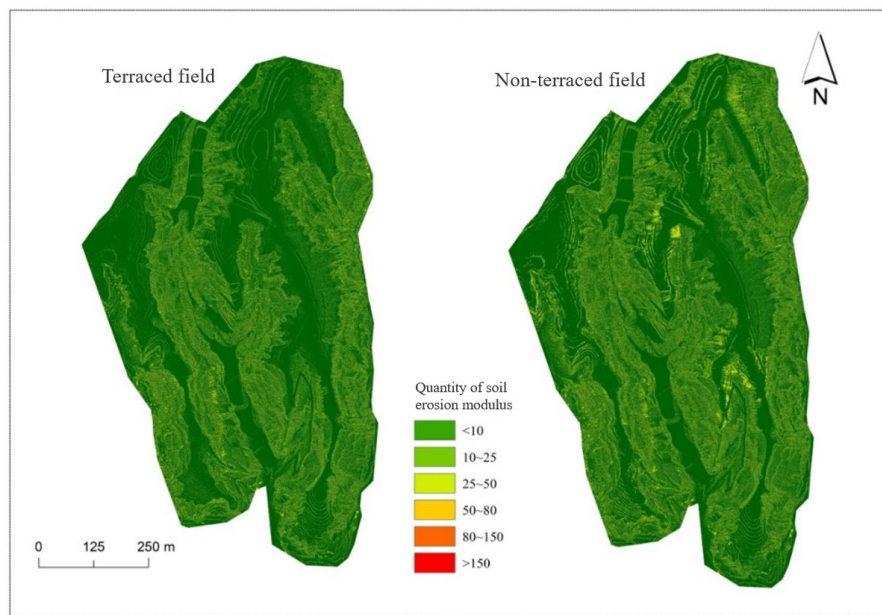 Terraced field
Non-terraced field
N
Quantity of soil
erosion modulus
<10
10~25
25~50
50~80
80~150
>150
0 125 250 m